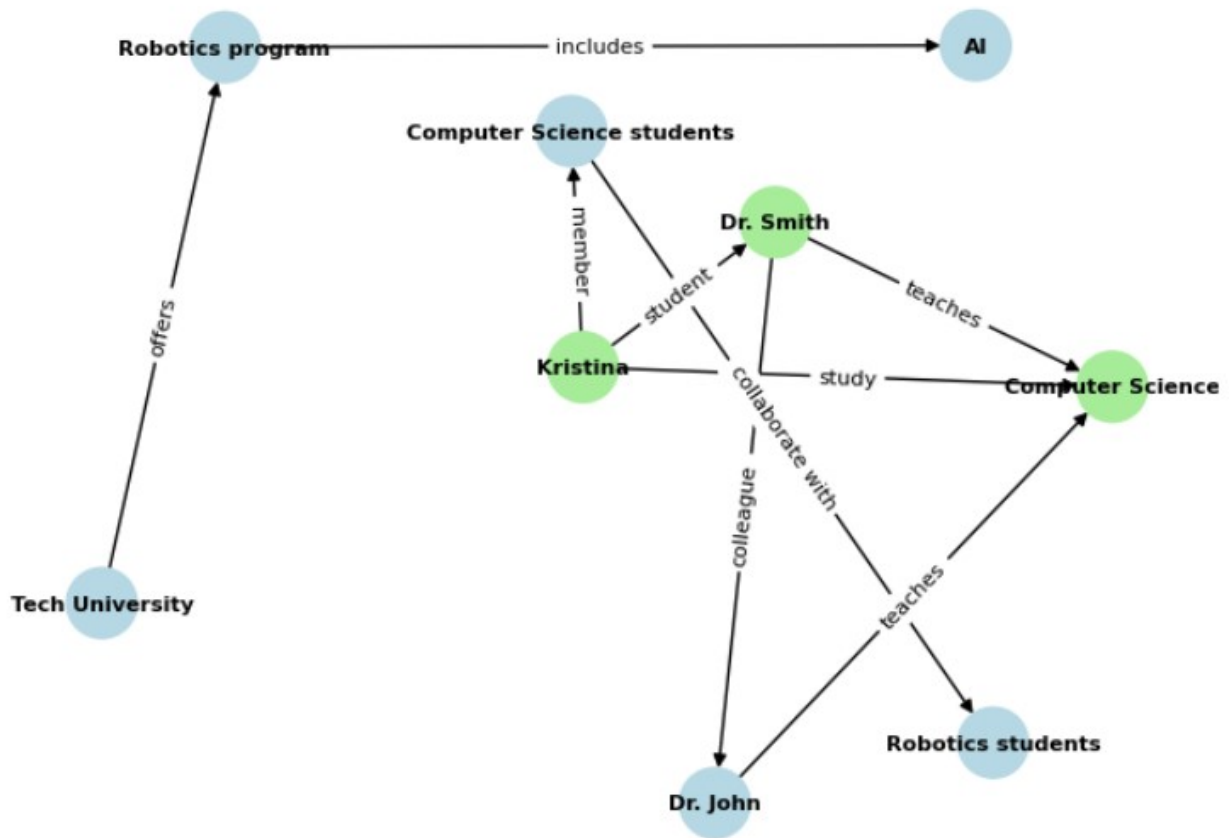 Robotics program
includes
AI
Computer Science students
member
Dr. Smith
student
teaches
offers
Kristina
study
Computer Science
collaborate with
colleague
Tech University
teaches
Robotics students
Dr. John